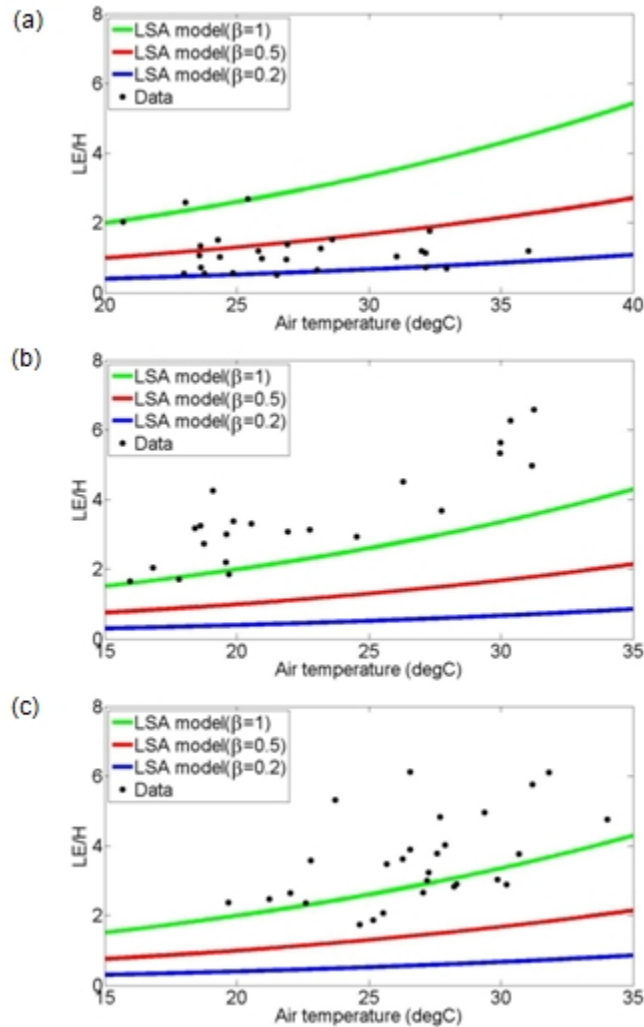 (a)
8
6
4
2
0
LE/H
LSA model(β=1)
LSA model(β=0.5)
LSA model(β=0.2)
Data
20
25
30
35
40
Air temperature (degC)
(b)
8
6
4
2
0
LE/H
LSA model(β=1)
LSA model(β=0.5)
LSA model(β=0.2)
Data
15
20
25
30
35
Air temperature (degC)
(c)
8
6
4
2
0
LE/H
LSA model(β=1)
LSA model(β=0.5)
LSA model(β=0.2)
Data
15
20
25
30
35
Air temperature (degC)